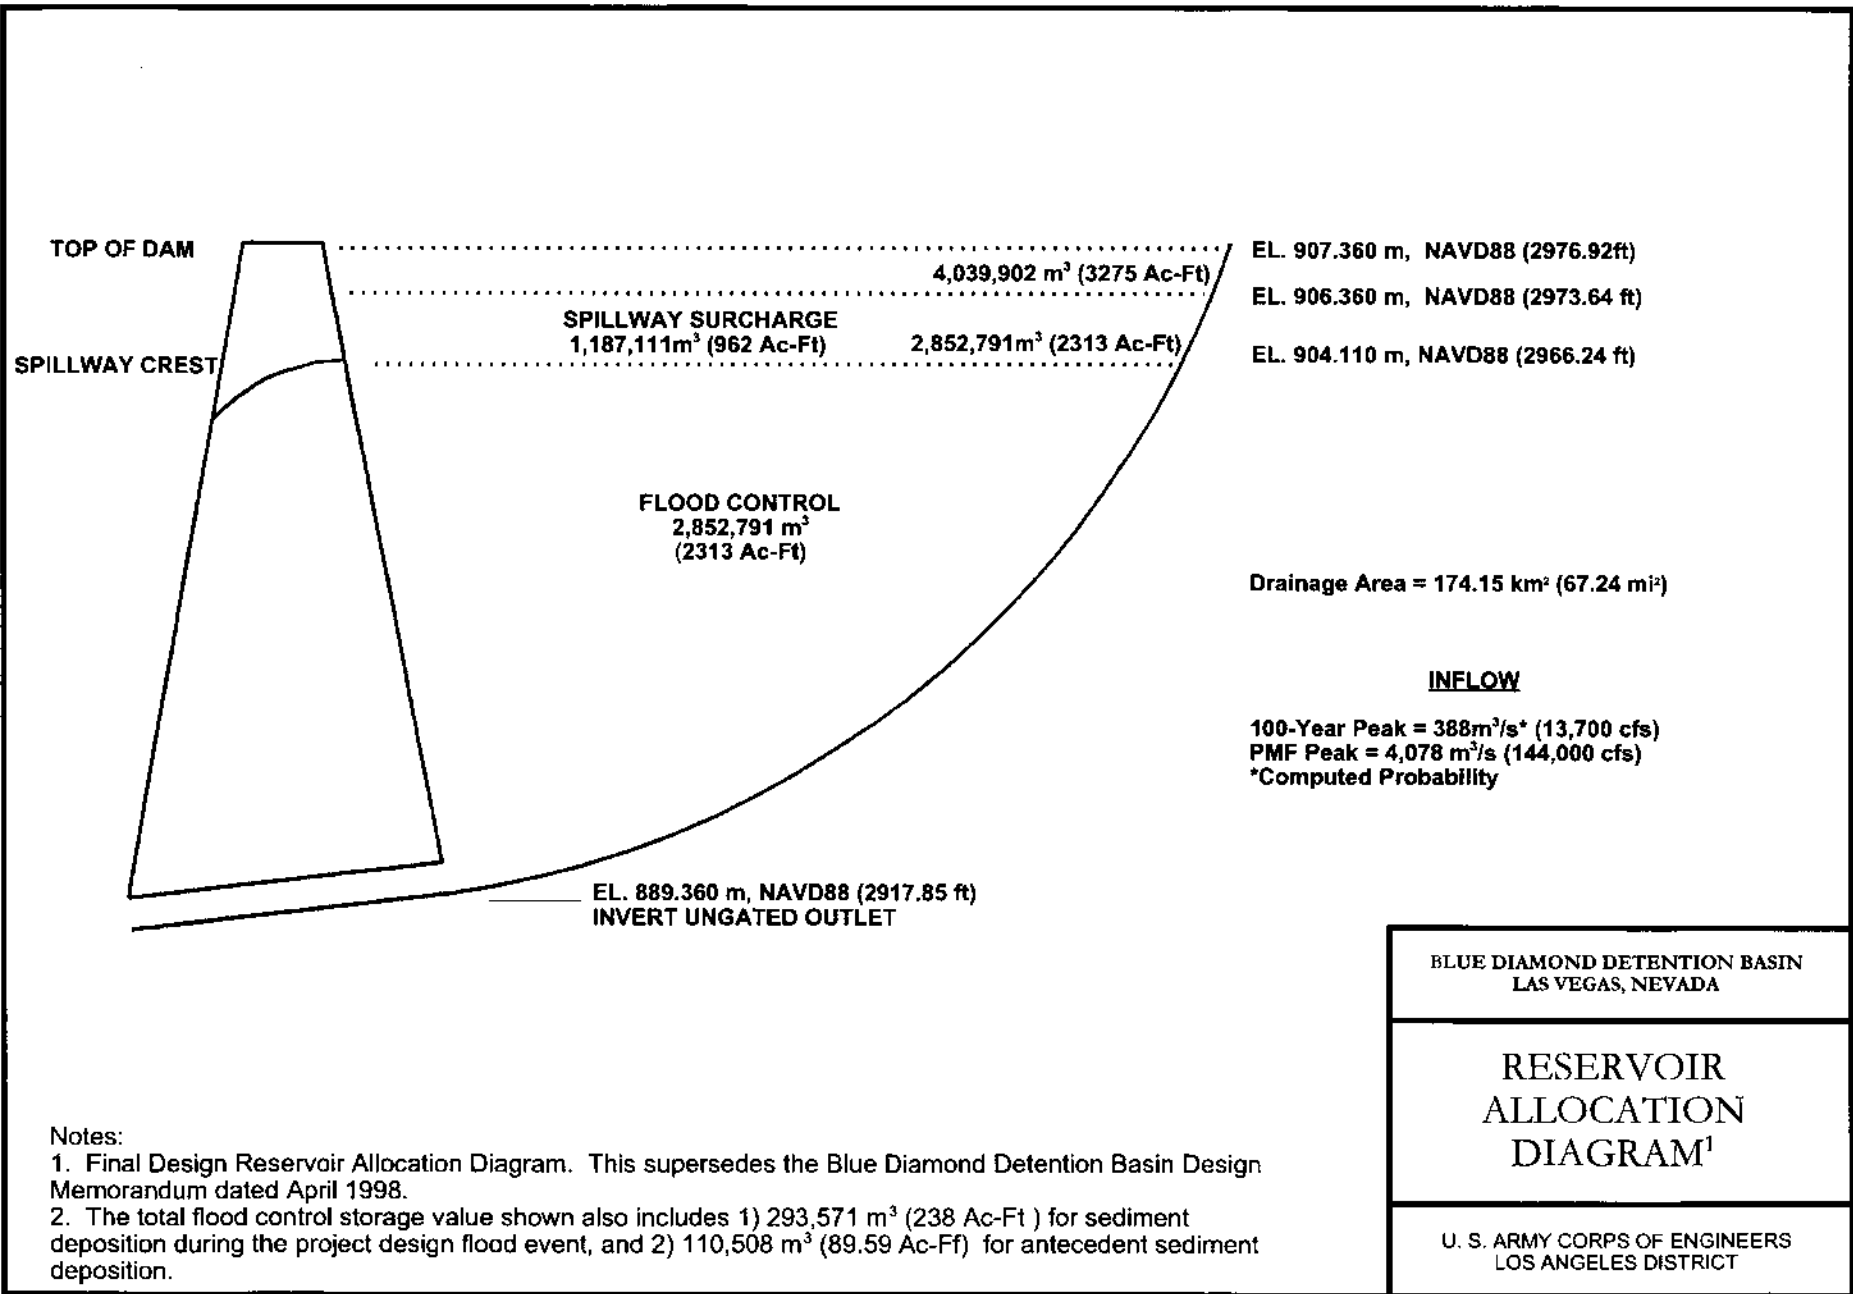 TOP OF DAM
EL. 907.360 m, NAVD88 (2976.92ft)
4,039,902 m³ (3275 Ac-Ft)
EL. 906.360 m, NAVD88 (2973.64 ft)
SPILLWAY SURCHARGE
1,187,111m³ (962 Ac-Ft)
2,852,791m³ (2313 Ac-Ft)
SPILLWAY CREST
EL. 904.110 m, NAVD88 (2966.24 ft)
FLOOD CONTROL
2,852,791 m³
(2313 Ac-Ft)
Drainage Area = 174.15 km² (67.24 mi²)
INFLOW
100-Year Peak = 388m³/s* (13,700 cfs)
PMF Peak = 4,078 m³/s (144,000 cfs)
*Computed Probability
EL. 889.360 m, NAVD88 (2917.85 ft)
INVERT UNGATED OUTLET
BLUE DIAMOND DETENTION BASIN
LAS VEGAS, NEVADA
RESERVOIR
ALLOCATION
DIAGRAM¹
U. S. ARMY CORPS OF ENGINEERS
LOS ANGELES DISTRICT
Notes:
1. Final Design Reservoir Allocation Diagram. This supersedes the Blue Diamond Detention Basin Design
Memorandum dated April 1998.
2. The total flood control storage value shown also includes 1) 293,571 m³ (238 Ac-Ft ) for sediment
deposition during the project design flood event, and 2) 110,508 m³ (89.59 Ac-Ff) for antecedent sediment
deposition.